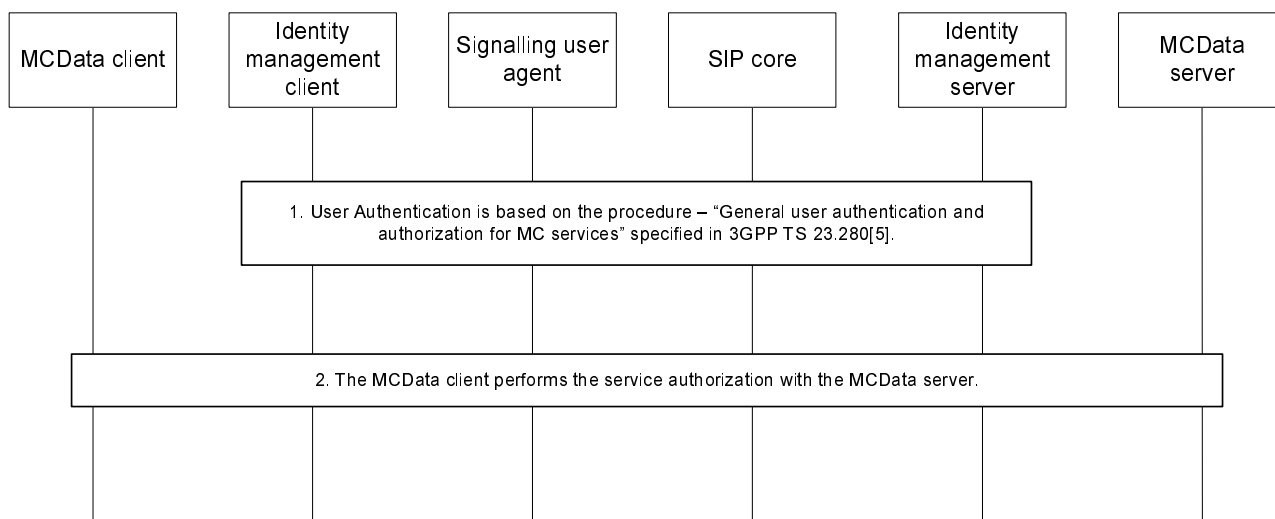 MCData client
Identity
management
client
Signalling user
agent
SIP core
Identity
management
server
MCData
server
1. User Authentication is based on the procedure – “General user authentication and
authorization for MC services” specified in 3GPP TS 23.280[5].
2. The MCData client performs the service authorization with the MCData server.